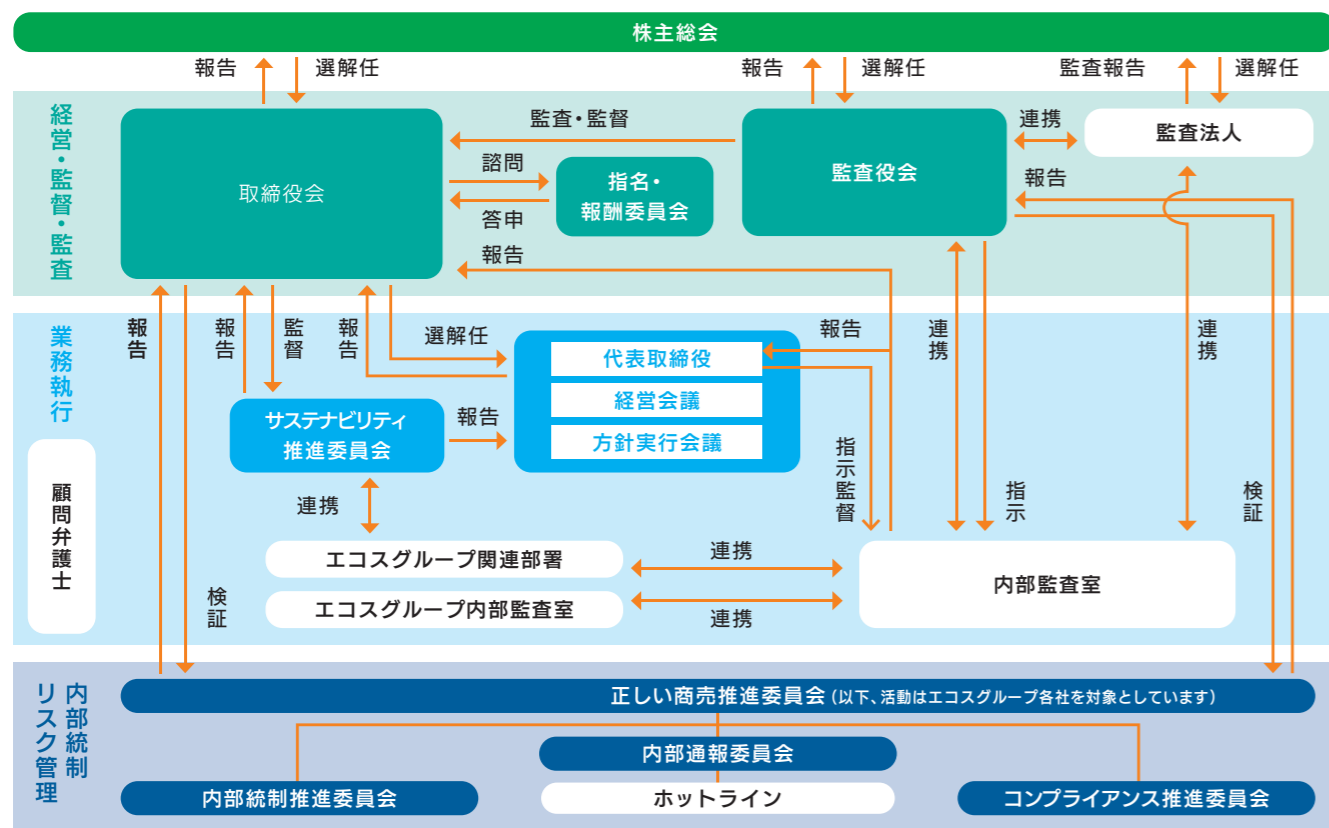 株主総会
報告
選解任
報告
選解任
監査報告
選解任
経営・監督・監査
取締役会
監査・監督
諮問
指名・
報酬委員会
答申
報告
監査役会
連携
監査法人
報告
業務執行
報告
報告
監督
報告
選解任
代表取締役
経営会議
方針実行会議
報告
連携
連携
サステナビリティ
推進委員会
報告
指示監督
指示
検証
顧問弁護士
連携
エコスグループ関連部署
連携
内部監査室
エコスグループ内部監査室
連携
検証
内部統制
リスク管理
正しい商売推進委員会(以下、活動はエコスグループ各社を対象としています)
内部通報委員会
内部統制推進委員会
ホットライン
コンプライアンス推進委員会